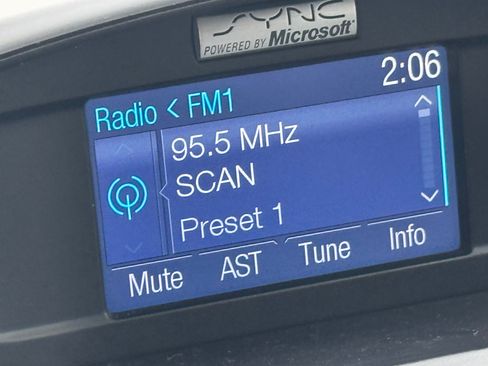 SYNC
POWERED BY Microsoft®
2:06
Radio < FM1
95.5 MHz
SCAN
Preset 1
Mute AST Tune Info